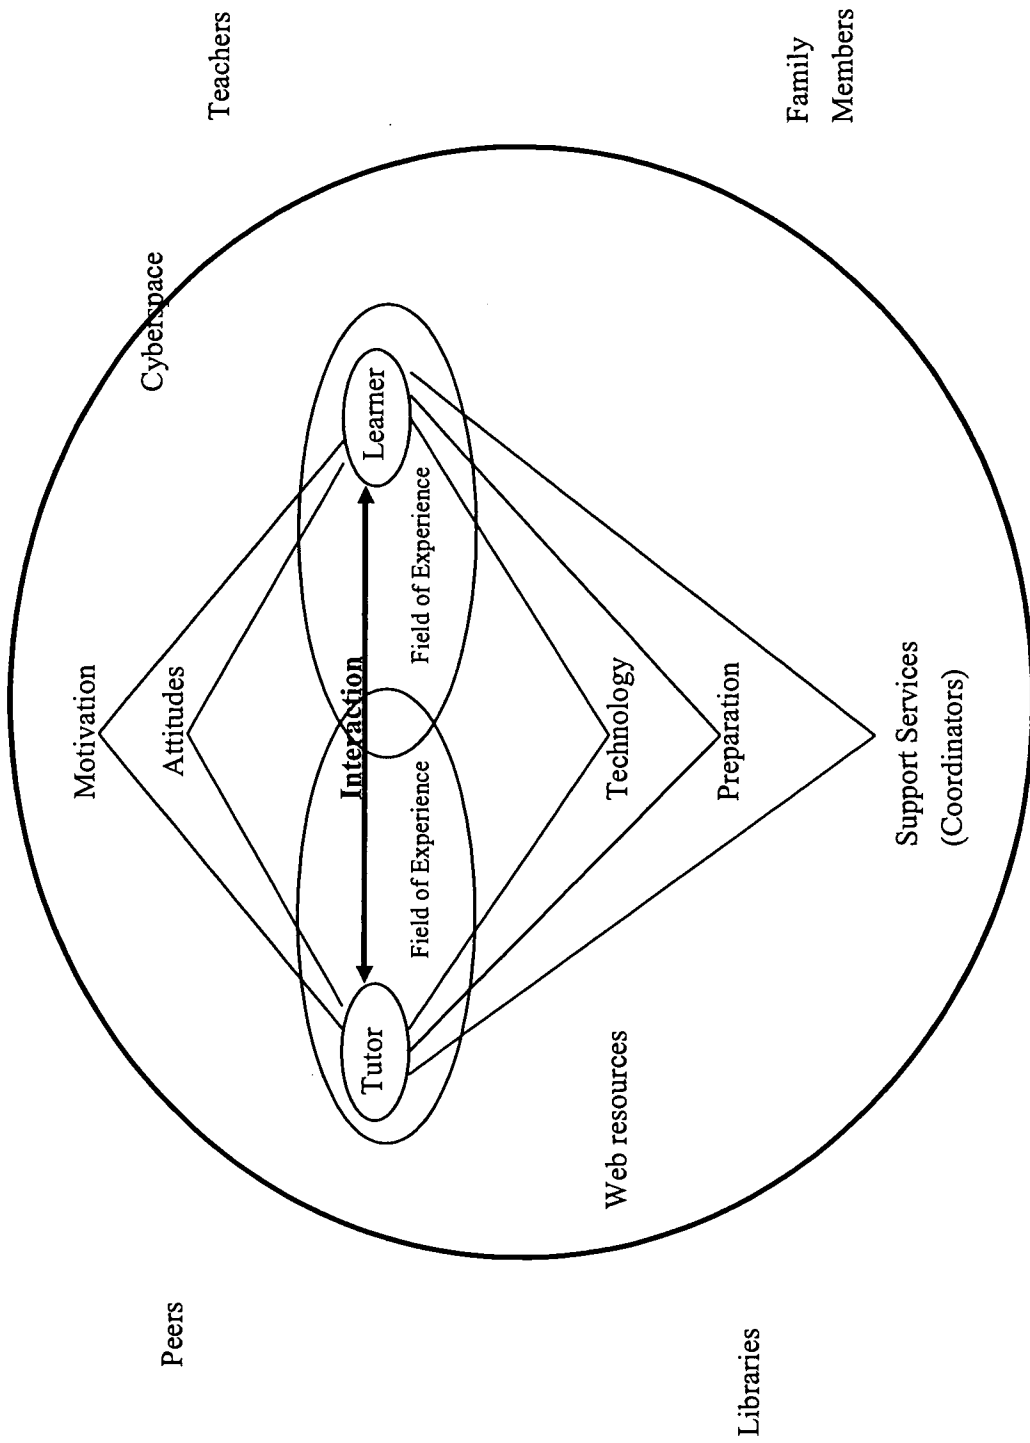 Teachers
Peers
Cyberspace
Motivation
Attitudes
Interaction
Tutor
Learner
Field of Experience
Field of Experience
Technology
Web resources
Preparation
Family
Members
Libraries
Support Services
(Coordinators)